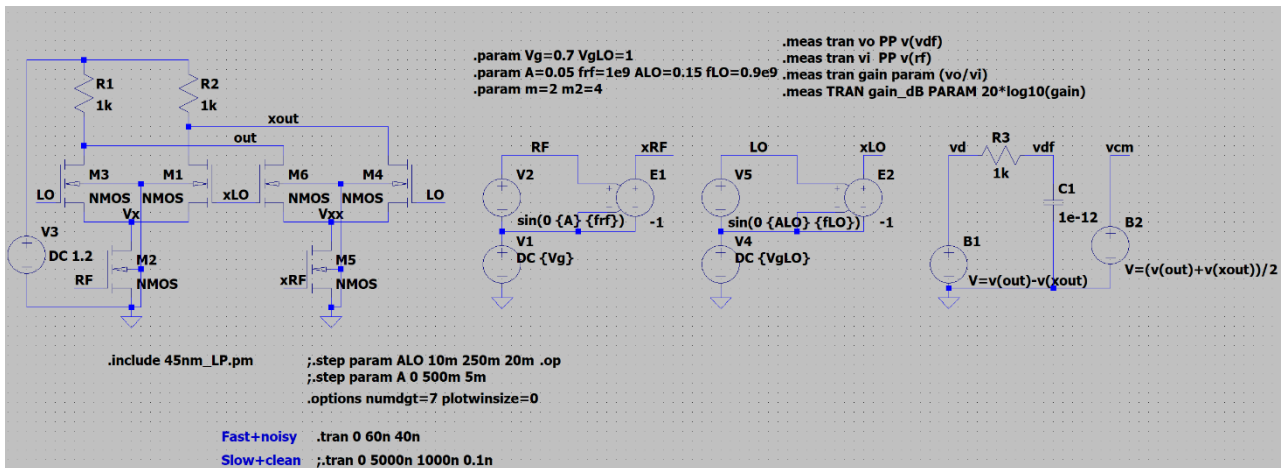 .param Vg=0.7 VgLO=1
.param A=0.05 frf=1e9 ALO=0.15 fLO=0.9e9
.param m=2 m2=4
.meas tran vo PP v(vdf)
.meas tran vi PP v(rf)
.meas tran gain param (vo/vi)
.meas TRAN gain_dB PARAM 20*log10(gain)
R1
1k
R2
1k
xout
out
M3
NMOS
M1
NMOS
M6
NMOS
M4
NMOS
LO
xLO
LO
Vx
Vxx
V3
DC 1.2
M2
NMOS
RF
M5
NMOS
xRF
RF
xRF
V2
E1
sin(0 {A} {frf})
-1
V1
DC {Vg}
LO
xLO
V5
E2
sin(0 {ALO} {fLO})
-1
V4
DC {VgLO}
R3
1k
vd
vdf
vcm
C1
1e-12
B1
V=v(out)-v(xout)
B2
V=(v(out)+v(xout))/2
.include 45nm_LP.pm
;.step param ALO 10m 250m 20m .op
;.step param A 0 500m 5m
.options numdgt=7 plotwinsize=0
Fast+noisy .tran 0 60n 40n
Slow+clean ;.tran 0 5000n 1000n 0.1n